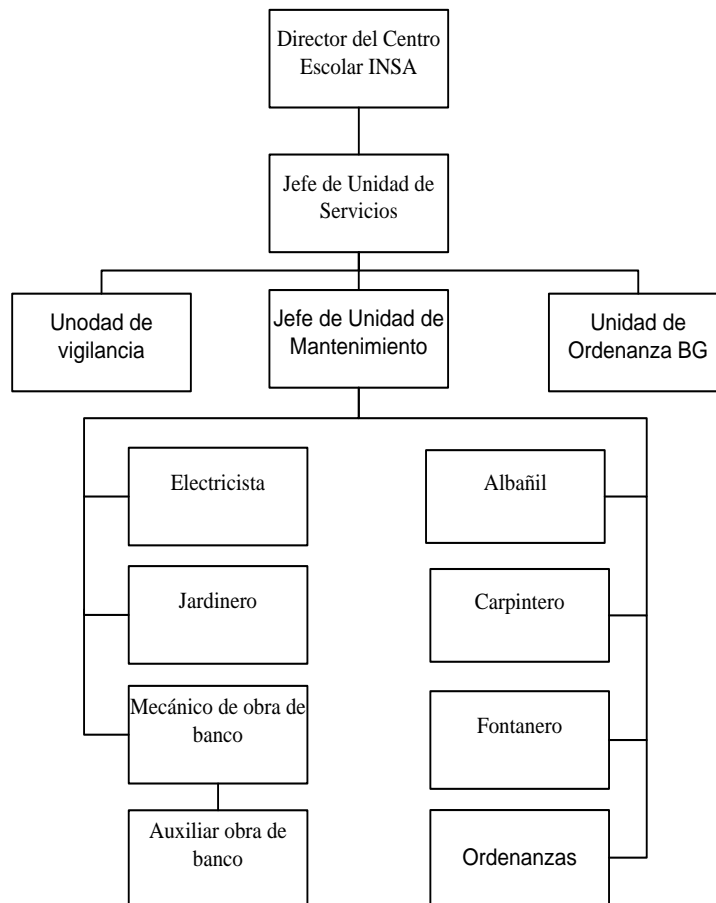 Director del Centro
Escolar INSA
Jefe de Unidad de
Servicios
Unodad de
vigilancia
Jefe de Unidad de
Mantenimiento
Unidad de
Ordenanza BG
Electricista
Albañil
Jardinero
Carpintero
Mecánico de obra de
banco
Fontanero
Auxiliar obra de
banco
Ordenanzas